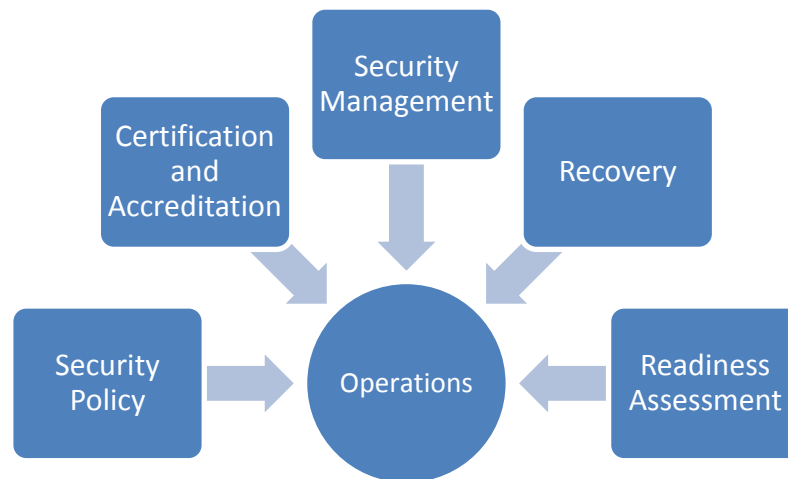 Security
Management
Certification
and
Accreditation
Recovery
Security
Policy
Operations
Readiness
Assessment